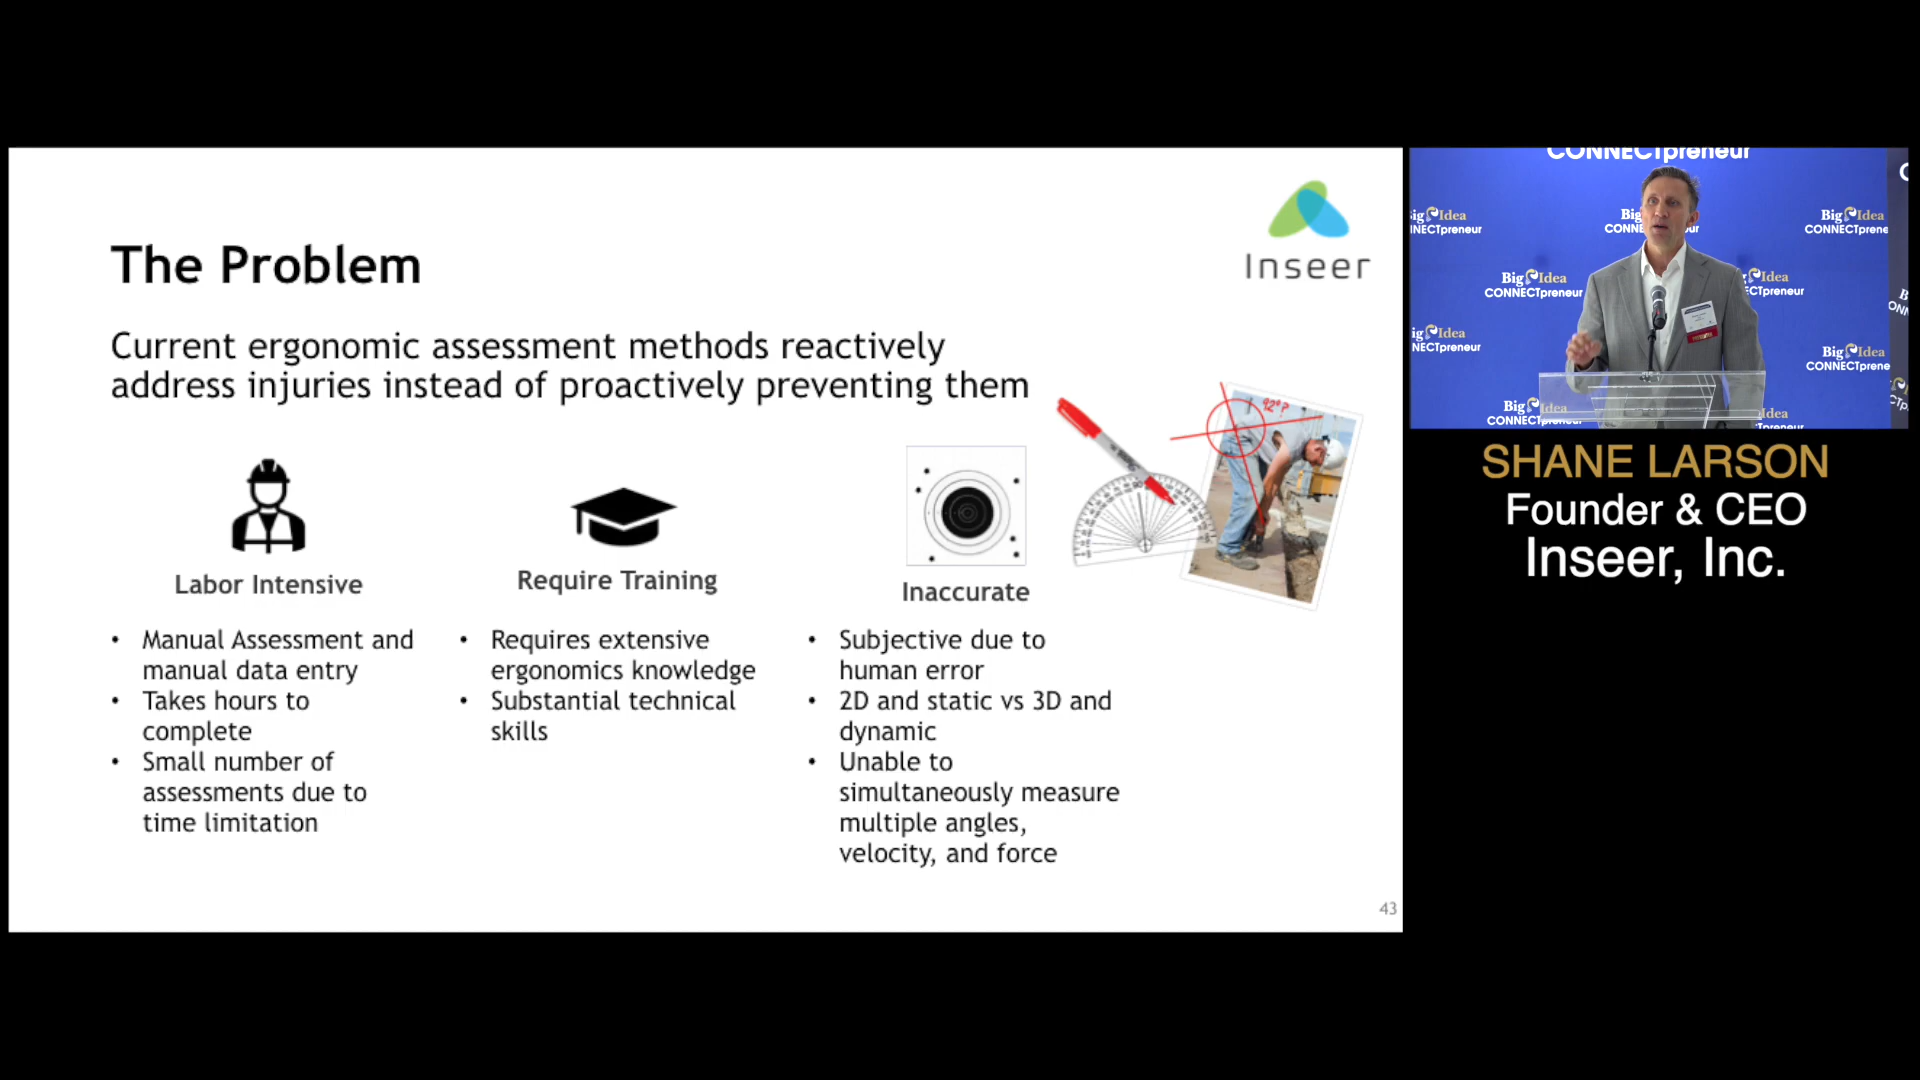 The Problem
Inseer
Current ergonomic assessment methods reactively
address injuries instead of proactively preventing them
92°?
Labor Intensive
Require Training
Inaccurate
• Manual Assessment and
manual data entry
• Takes hours to
complete
• Small number of
assessments due to
time limitation
• Requires extensive
ergonomics knowledge
• Substantial technical
skills
• Subjective due to
human error
• 2D and static vs 3D and
dynamic
• Unable to
simultaneously measure
multiple angles,
velocity, and force
43
CONNECTpreneur
Big Idea
CONNECTpreneur
SHANE LARSON
Founder & CEO
Inseer, Inc.